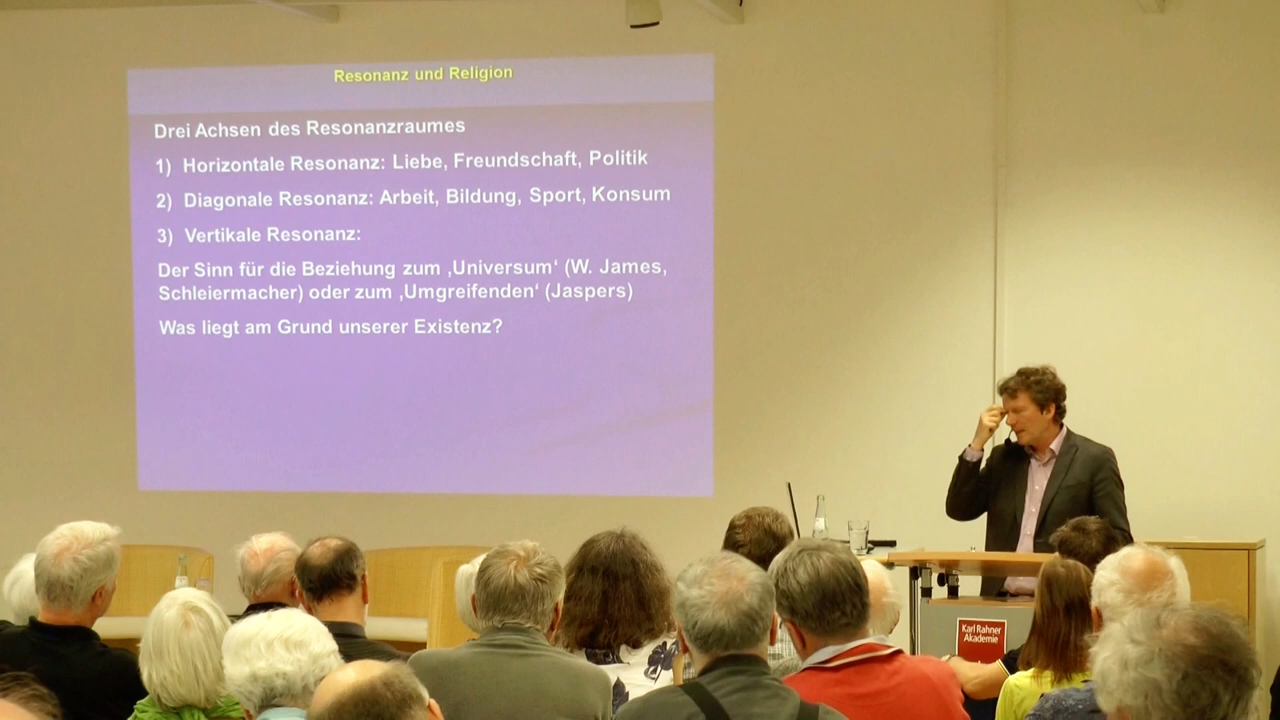 Resonanz und Religion
Drei Achsen des Resonanzraumes
1) Horizontale Resonanz: Liebe, Freundschaft, Politik
2) Diagonale Resonanz: Arbeit, Bildung, Sport, Konsum
3) Vertikale Resonanz:
Der Sinn für die Beziehung zum ‚Universum‘ (W. James,
Schleiermacher) oder zum ‚Umgreifenden‘ (Jaspers)
Was liegt am Grund unserer Existenz?
Karl Rahner
Akademie